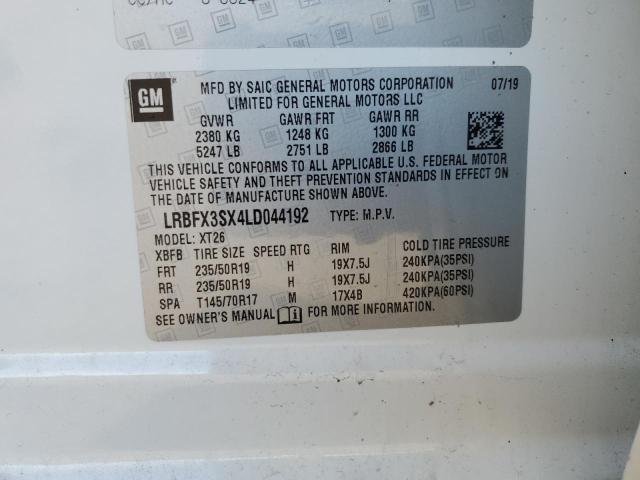 GM
MFD BY SAIC GENERAL MOTORS CORPORATION 07/19
LIMITED FOR GENERAL MOTORS LLC
GVWR GAWR FRT GAWR RR
2380 KG 1248 KG 1300 KG
5247 LB 2751 LB 2866 LB
THIS VEHICLE CONFORMS TO ALL APPLICABLE U.S. FEDERAL MOTOR
VEHICLE SAFETY AND THEFT PREVENTION STANDARDS IN EFFECT ON
THE DATE OF MANUFACTURE SHOWN ABOVE.
LRBFX3SX4LD044192 TYPE: M.P.V.
MODEL: XT26
XBFB TIRE SIZE SPEED RTG RIM COLD TIRE PRESSURE
FRT 235/50R19 H 19X7.5J 240KPA(35PSI)
RR 235/50R19 H 19X7.5J 240KPA(35PSI)
SPA T145/70R17 M 17X4B 420KPA(60PSI)
SEE OWNER'S MANUAL FOR MORE INFORMATION.